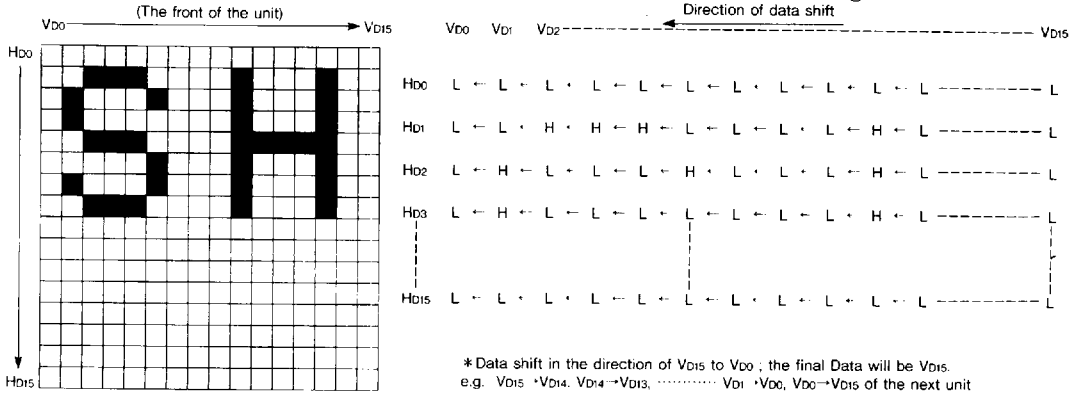 (The front of the unit)
VD0 VD15
HD0
HD15
Direction of data shift
VD0 VD1 VD2 VD15
HD0 L ← L ← L ← L ← L ← L ← L ← L ← L ← L ← L L
HD1 L ← L ← H ← H ← H ← L ← L ← L ← L ← H ← L L
HD2 L ← H ← L ← L ← L ← H ← L ← L ← L ← H ← L L
HD3 L ← H ← L ← L ← L ← L ← L ← L ← L ← H ← L L
HD15 L ← L ← L ← L ← L ← L ← L ← L ← L ← L ← L L
*Data shift in the direction of VD15 to VD0 ; the final Data will be VD15.
e.g. VD15 →VD14. VD14→VD13, ············ VD1 →VD0, VD0→VD15 of the next unit